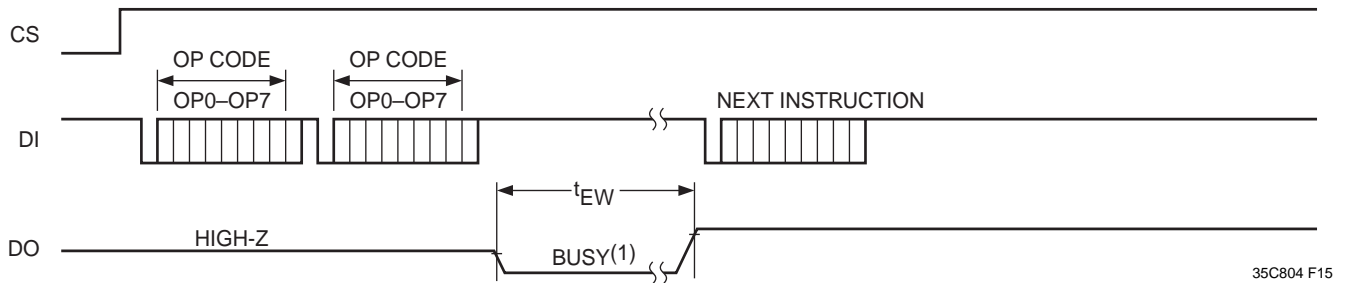 CS
OP CODE
OP CODE
OP0–OP7
OP0–OP7
NEXT INSTRUCTION
DI
tEW
HIGH-Z
DO
BUSY(1)
35C804 F15